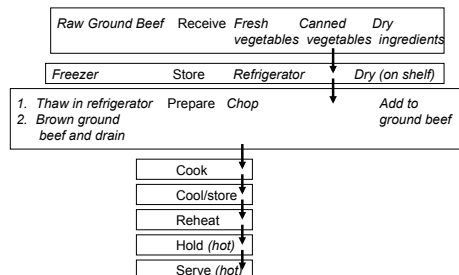 Raw Ground Beef Receive Fresh vegetables Canned vegetables Dry ingredients
Freezer Store Refrigerator Dry (on shelf)
1. Thaw in refrigerator Prepare Chop Add to
2. Brown ground ground beef
beef and drain
Cook
Cool/store
Reheat
Hold (hot)
Serve (hot)